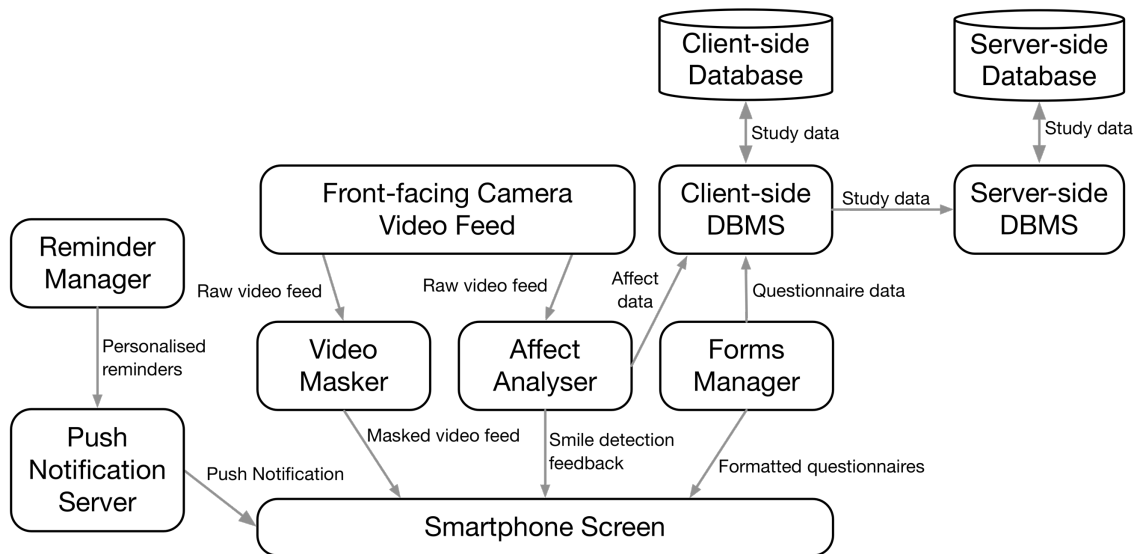 Client-side
Database
Server-side
Database
Study data
Study data
Front-facing Camera
Video Feed
Client-side
DBMS
Study data
Server-side
DBMS
Reminder
Manager
Raw video feed
Raw video feed
Affect
data
Questionnaire data
Personalised
reminders
Video
Masker
Affect
Analyser
Forms
Manager
Push
Notification
Server
Masked video feed
Smile detection
feedback
Formatted questionnaires
Push Notification
Smartphone Screen